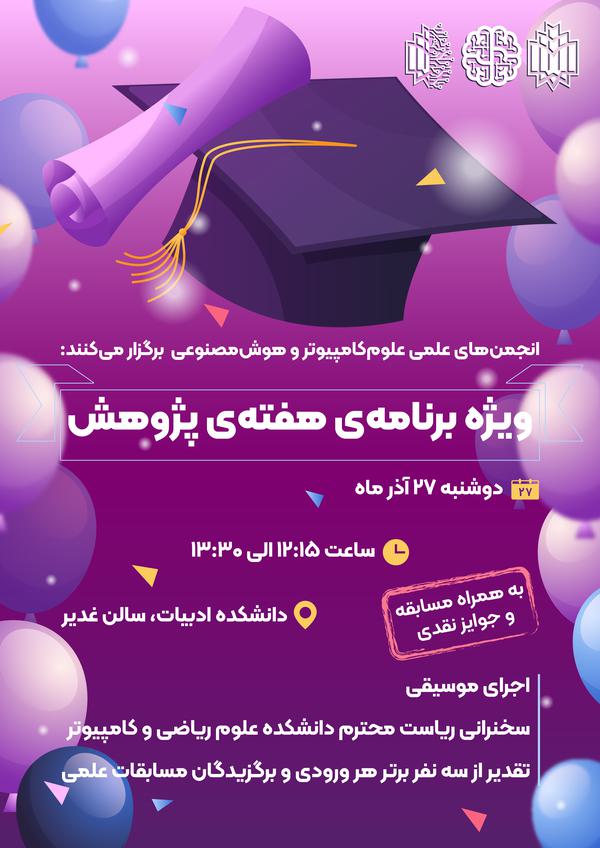 انجمن‌های علمی علوم‌کامپیوتر و هوش‌مصنوعی برگزار می‌کنند:
ویژه برنامه‌ی هفته‌ی پژوهش
دوشنبه ۲۷ آذر ماه
۲۷
ساعت ۱۲:۱۵ الی ۱۳:۳۰
دانشکده ادبیات، سالن غدیر
به همراه مسابقه
و جوایز نقدی
اجرای موسیقی
سخنرانی ریاست محترم دانشکده علوم ریاضی و کامپیوتر
تقدیر از سه نفر برتر هر ورودی و برگزیدگان مسابقات علمی